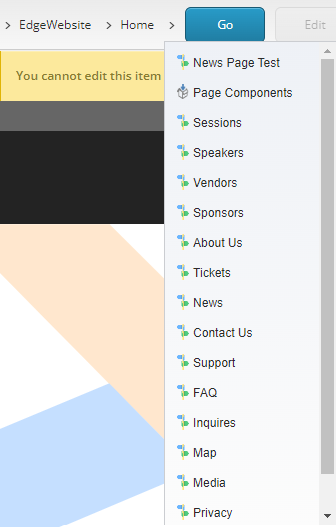 EdgeWebsite Home Go Edit
You cannot edit this item
News Page Test
Page Components
Sessions
Speakers
Vendors
Sponsors
About Us
Tickets
News
Contact Us
Support
FAQ
Inquires
Map
Media
Privacy